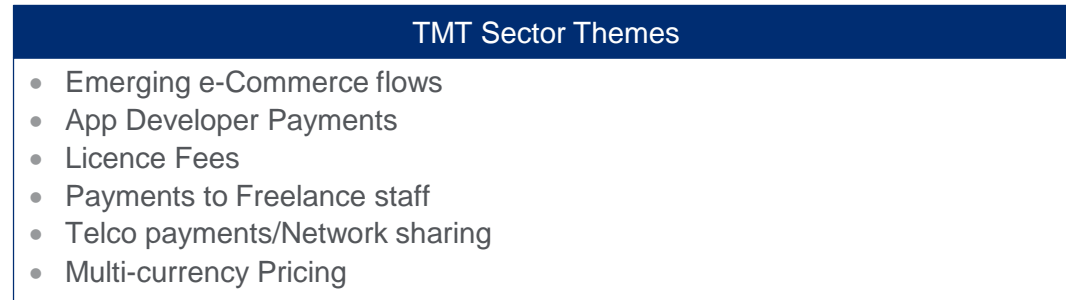 TMT Sector Themes
• Emerging e-Commerce flows
• App Developer Payments
• Licence Fees
• Payments to Freelance staff
• Telco payments/Network sharing
• Multi-currency Pricing